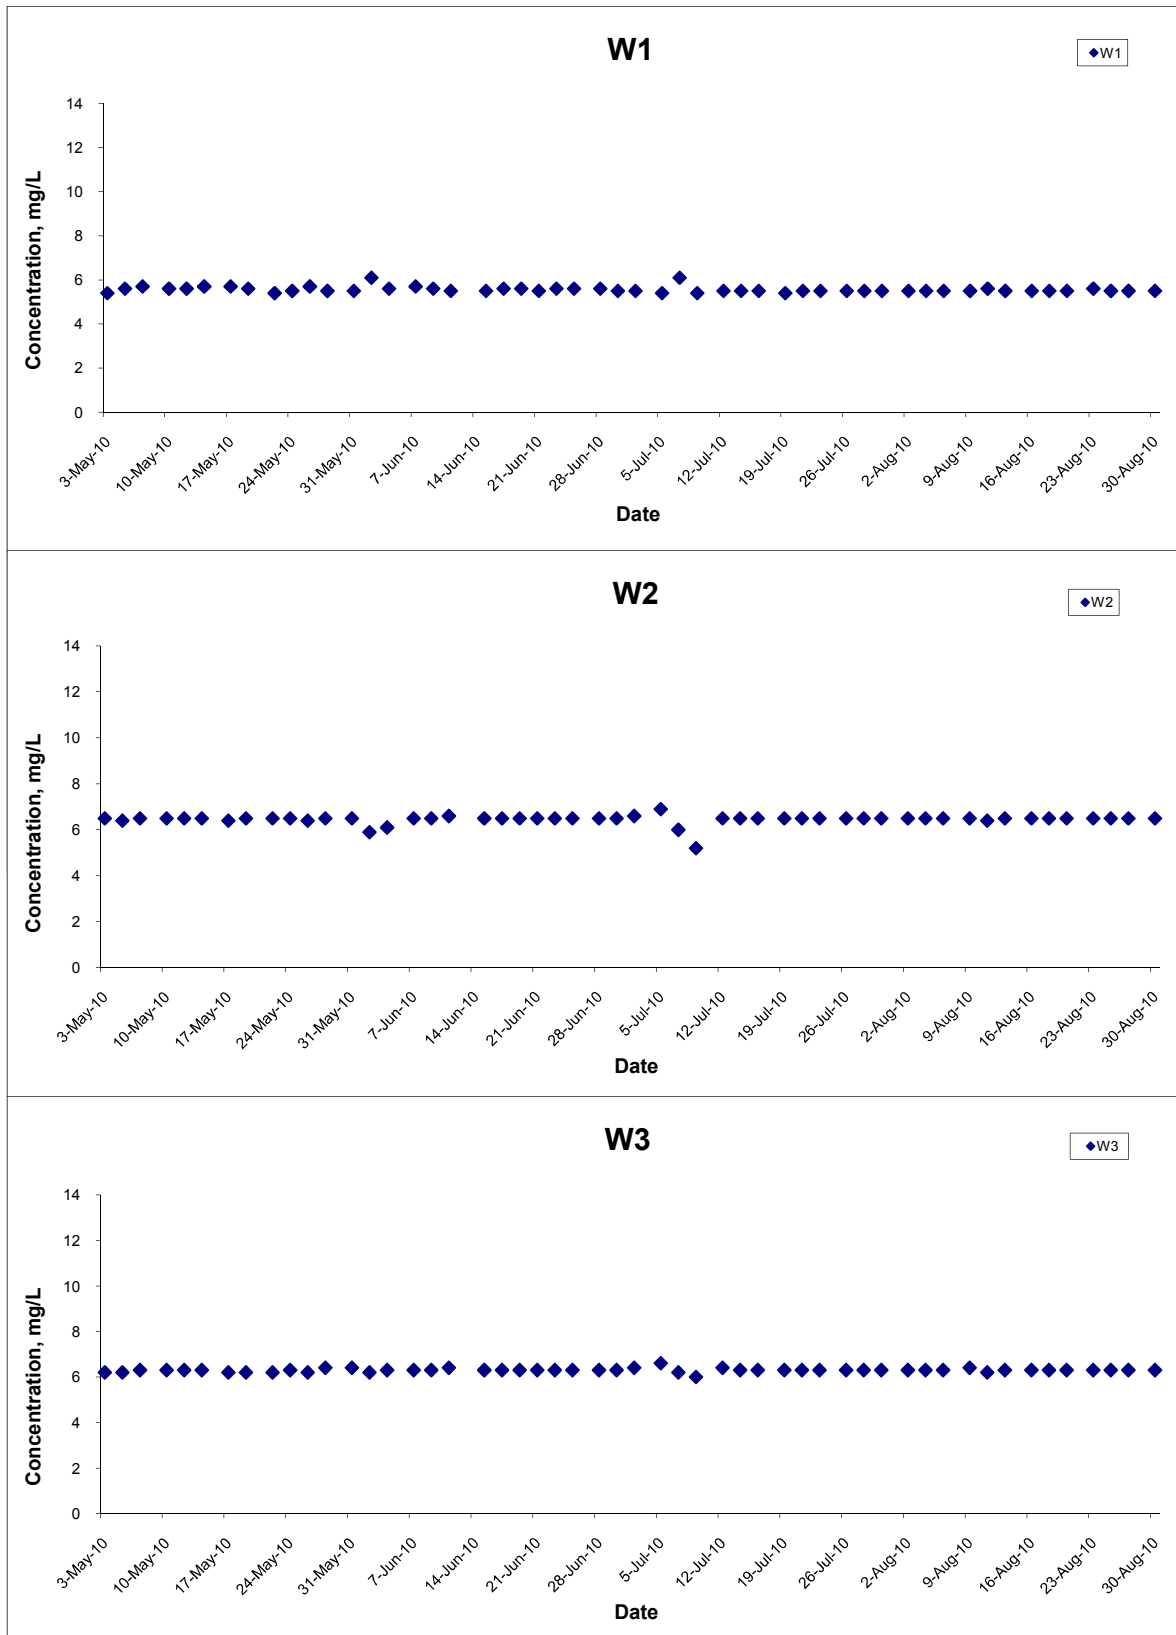 W1
W1
14
12
10
8
6
4
2
0
Concentration, mg/L
3-May-10 10-May-10 17-May-10 24-May-10 31-May-10 7-Jun-10 14-Jun-10 21-Jun-10 28-Jun-10 5-Jul-10 12-Jul-10 19-Jul-10 26-Jul-10 2-Aug-10 9-Aug-10 16-Aug-10 23-Aug-10 30-Aug-10
Date
W2
W2
14
12
10
8
6
4
2
0
Concentration, mg/L
3-May-10 10-May-10 17-May-10 24-May-10 31-May-10 7-Jun-10 14-Jun-10 21-Jun-10 28-Jun-10 5-Jul-10 12-Jul-10 19-Jul-10 26-Jul-10 2-Aug-10 9-Aug-10 16-Aug-10 23-Aug-10 30-Aug-10
Date
W3
W3
14
12
10
8
6
4
2
0
Concentration, mg/L
3-May-10 10-May-10 17-May-10 24-May-10 31-May-10 7-Jun-10 14-Jun-10 21-Jun-10 28-Jun-10 5-Jul-10 12-Jul-10 19-Jul-10 26-Jul-10 2-Aug-10 9-Aug-10 16-Aug-10 23-Aug-10 30-Aug-10
Date